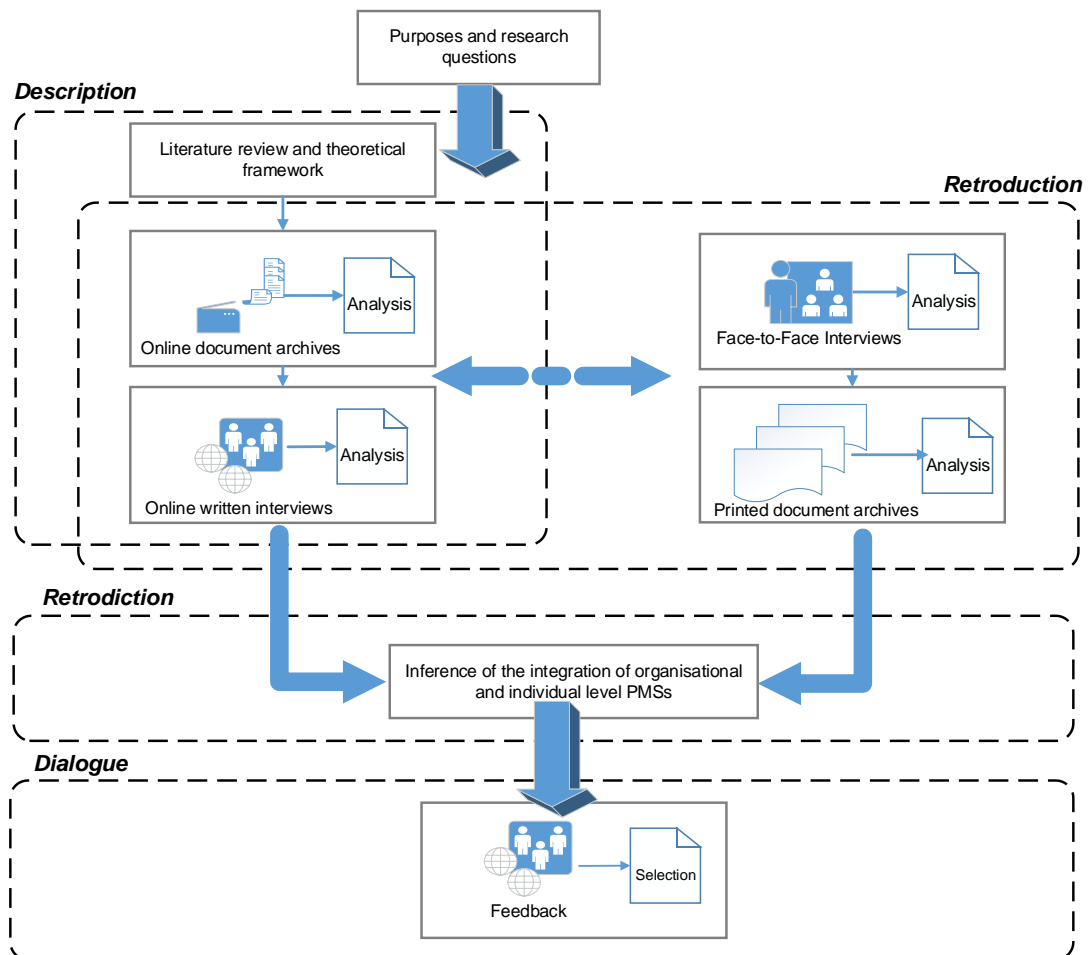 Purposes and research
questions
Description
Literature review and theoretical
framework
Retroduction
Analysis
Online document archives
Analysis
Face-to-Face Interviews
Analysis
Online written interviews
Analysis
Printed document archives
Retrodiction
Inference of the integration of organisational
and individual level PMSs
Dialogue
Selection
Feedback